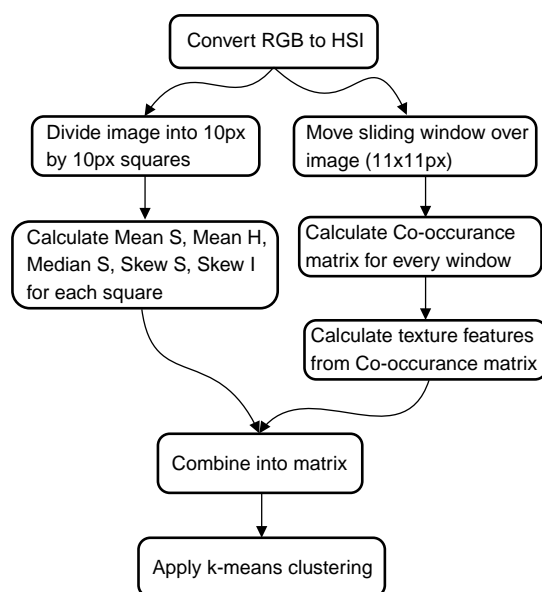 Convert RGB to HSI
Divide image into 10px
by 10px squares
Move sliding window over
image (11x11px)
Calculate Mean S, Mean H,
Median S, Skew S, Skew I
for each square
Calculate Co-occurance
matrix for every window
Calculate texture features
from Co-occurance matrix
Combine into matrix
Apply k-means clustering